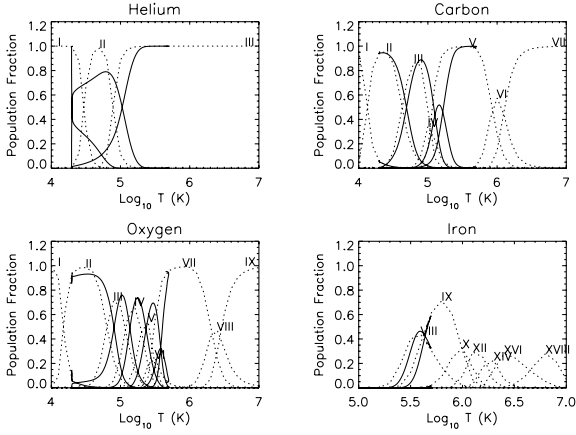 Helium
Population Fraction
1.2
1.0
0.8
0.6
0.4
0.2
0.0
I
II
III
4 5 6 7
Log10 T (K)
Carbon
Population Fraction
1.2
1.0
0.8
0.6
0.4
0.2
0.0
I
II
III
IV
V
VI
VII
4 5 6 7
Log10 T (K)
Oxygen
Population Fraction
1.2
1.0
0.8
0.6
0.4
0.2
0.0
I
II
III
IV
V
VII
VIII
IX
4 5 6 7
Log10 T (K)
Iron
Population Fraction
1.2
1.0
0.8
0.6
0.4
0.2
0.0
VIII
IX
X
XII
XIV
XVI
XVIII
5.0 5.5 6.0 6.5 7.0
Log10 T (K)